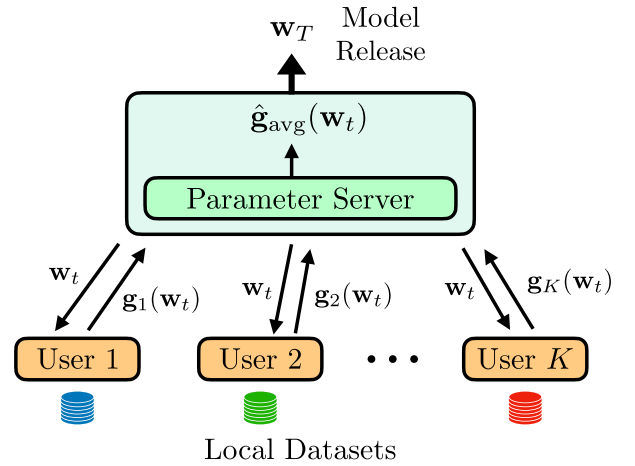 𝐰_T
Model
Release
ĝ_avg(𝐰_t)
Parameter Server
𝐰_t
𝐠_1(𝐰_t)
𝐰_t
𝐠_2(𝐰_t)
𝐰_t
𝐠_K(𝐰_t)
User 1
User 2
• • •
User K
Local Datasets